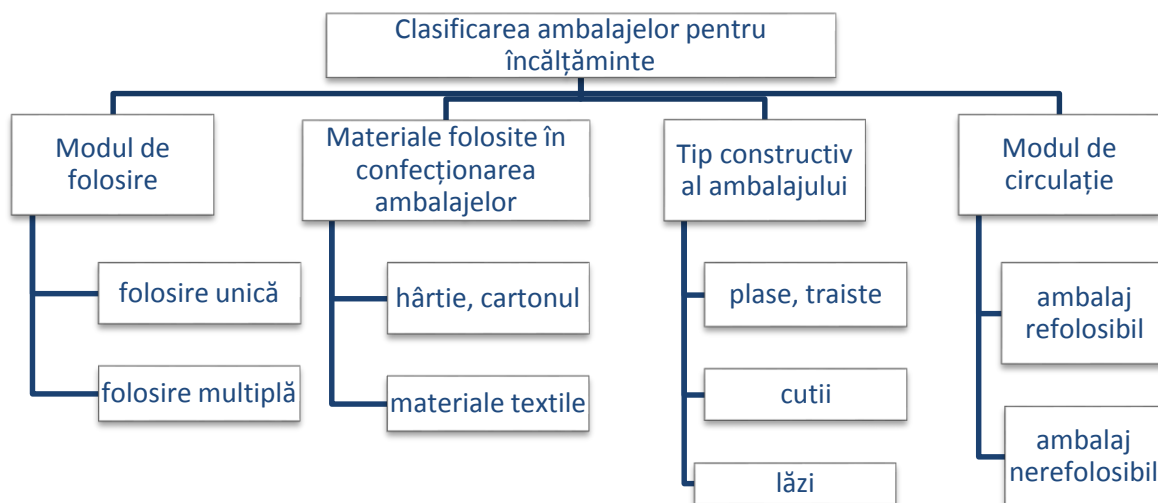 Clasificarea ambalajelor pentru
încălțăminte
Modul de
folosire
folosire unică
folosire multiplă
Materiale folosite în
confecționarea
ambalajelor
hârtie, cartonul
materiale textile
Tip constructiv
al ambalajului
plase, traiste
cutii
lăzi
Modul de
circulație
ambalaj
refolosibil
ambalaj
nerefolosibil